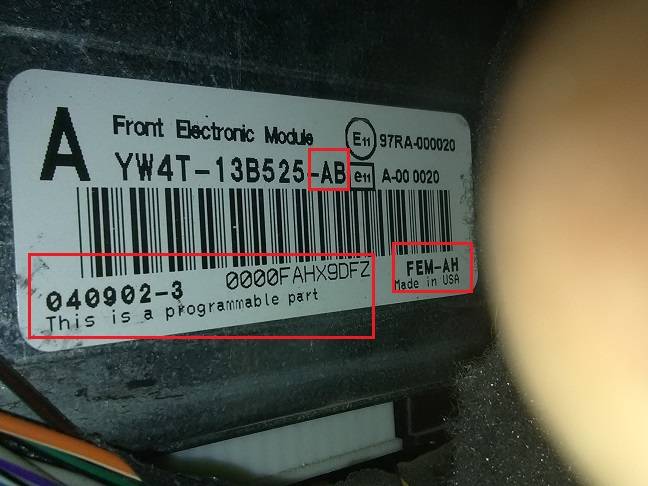 A
Front Electronic Module
E11 97RA-000020
YW4T-13B525-AB
e11 A-00 0020
0000FAHX9DFZ
FEM-AH
040902-3
Made in USA
This is a programmable part